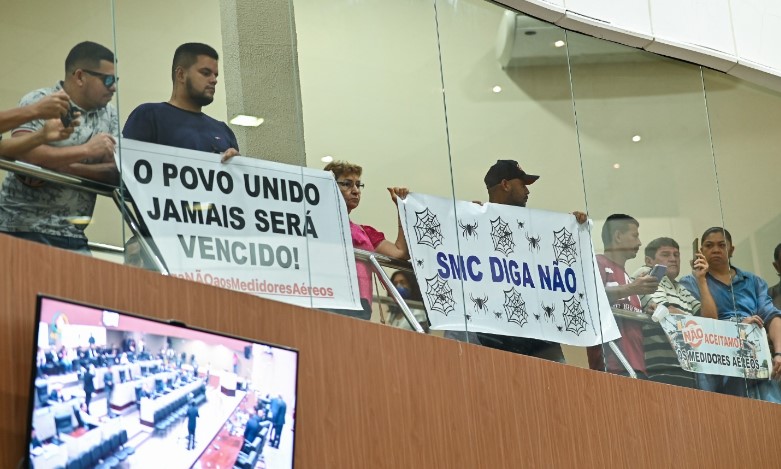 O POVO UNIDO
JAMAIS SERÁ
VENCIDO!
NÃOaosMedidoresAéreos
SMC DIGA NÃO
NÃO ACEITAMOS
OS MEDIDORES AÉREOS